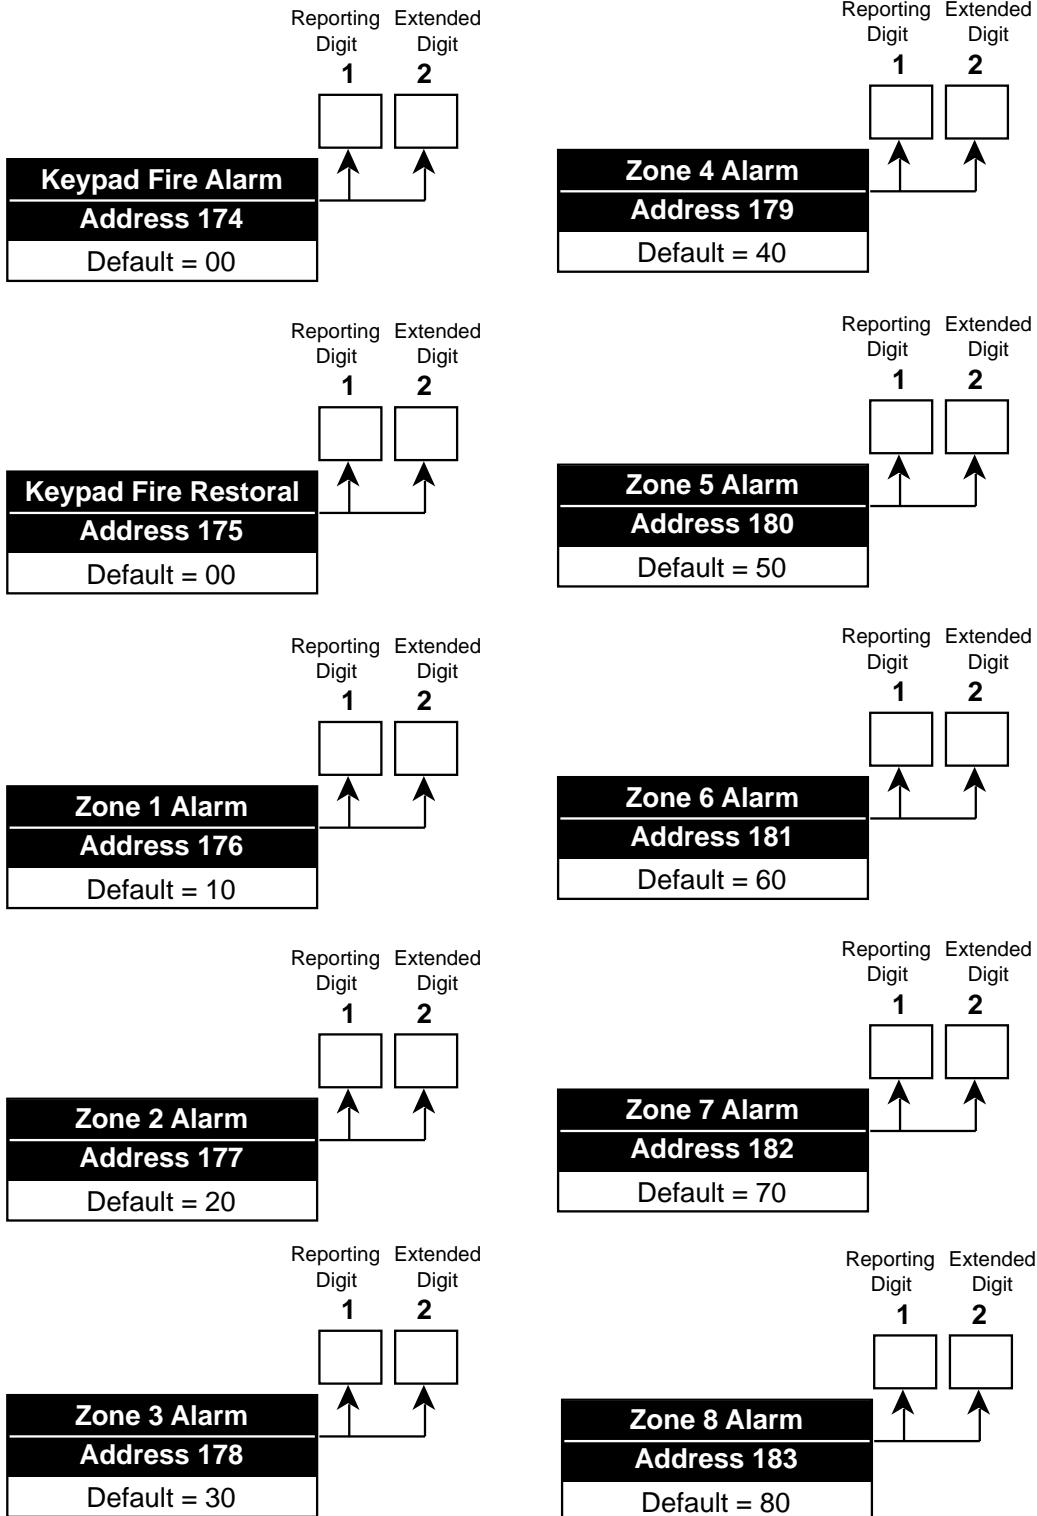 Reporting Extended
Digit Digit
1 2
Keypad Fire Alarm
Address 174
Default = 00
Reporting Extended
Digit Digit
1 2
Keypad Fire Restoral
Address 175
Default = 00
Reporting Extended
Digit Digit
1 2
Zone 1 Alarm
Address 176
Default = 10
Reporting Extended
Digit Digit
1 2
Zone 2 Alarm
Address 177
Default = 20
Reporting Extended
Digit Digit
1 2
Zone 3 Alarm
Address 178
Default = 30
Reporting Extended
Digit Digit
1 2
Zone 4 Alarm
Address 179
Default = 40
Reporting Extended
Digit Digit
1 2
Zone 5 Alarm
Address 180
Default = 50
Reporting Extended
Digit Digit
1 2
Zone 6 Alarm
Address 181
Default = 60
Reporting Extended
Digit Digit
1 2
Zone 7 Alarm
Address 182
Default = 70
Reporting Extended
Digit Digit
1 2
Zone 8 Alarm
Address 183
Default = 80